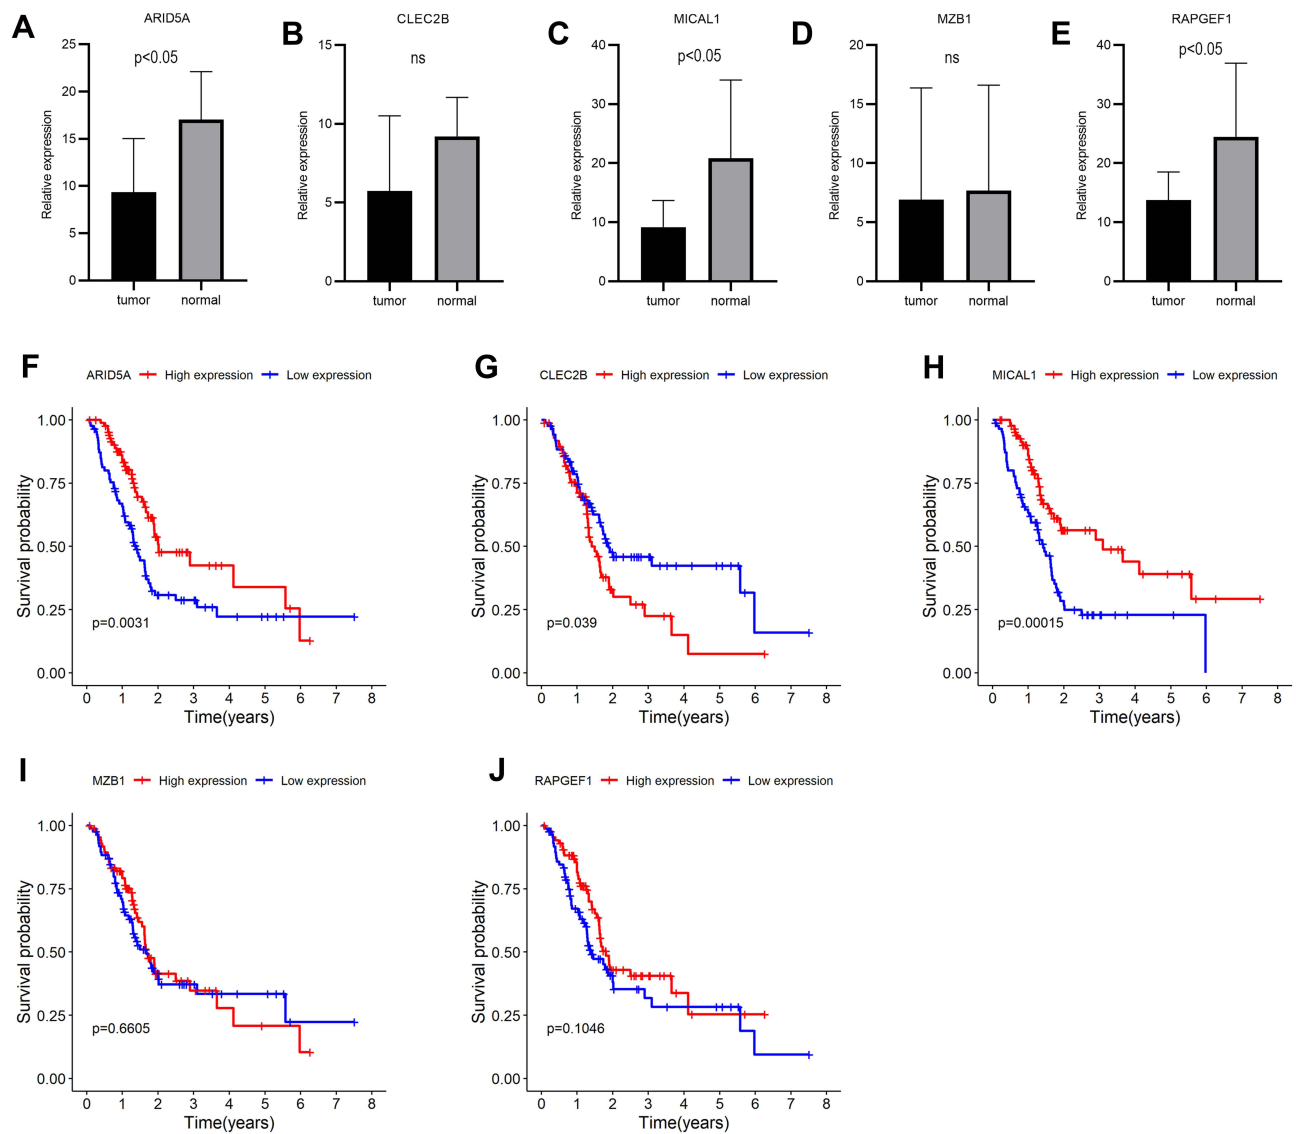 A
ARID5A
p<0.05
Relative expression
25
20
15
10
5
0
tumor normal
B
CLEC2B
ns
Relative expression
15
10
5
0
tumor normal
C
MICAL1
p<0.05
Relative expression
40
30
20
10
0
tumor normal
D
MZB1
ns
Relative expression
20
15
10
5
0
tumor normal
E
RAPGEF1
p<0.05
Relative expression
40
30
20
10
0
tumor normal
F
ARID5A High expression Low expression
Survival probability
1.00
0.75
0.50
0.25
0.00
p=0.0031
0 1 2 3 4 5 6 7 8
Time(years)
G
CLEC2B High expression Low expression
Survival probability
1.00
0.75
0.50
0.25
0.00
p=0.039
0 1 2 3 4 5 6 7 8
Time(years)
H
MICAL1 High expression Low expression
Survival probability
1.00
0.75
0.50
0.25
0.00
p=0.00015
0 1 2 3 4 5 6 7 8
Time(years)
I
MZB1 High expression Low expression
Survival probability
1.00
0.75
0.50
0.25
0.00
p=0.6605
0 1 2 3 4 5 6 7 8
Time(years)
J
RAPGEF1 High expression Low expression
Survival probability
1.00
0.75
0.50
0.25
0.00
p=0.1046
0 1 2 3 4 5 6 7 8
Time(years)